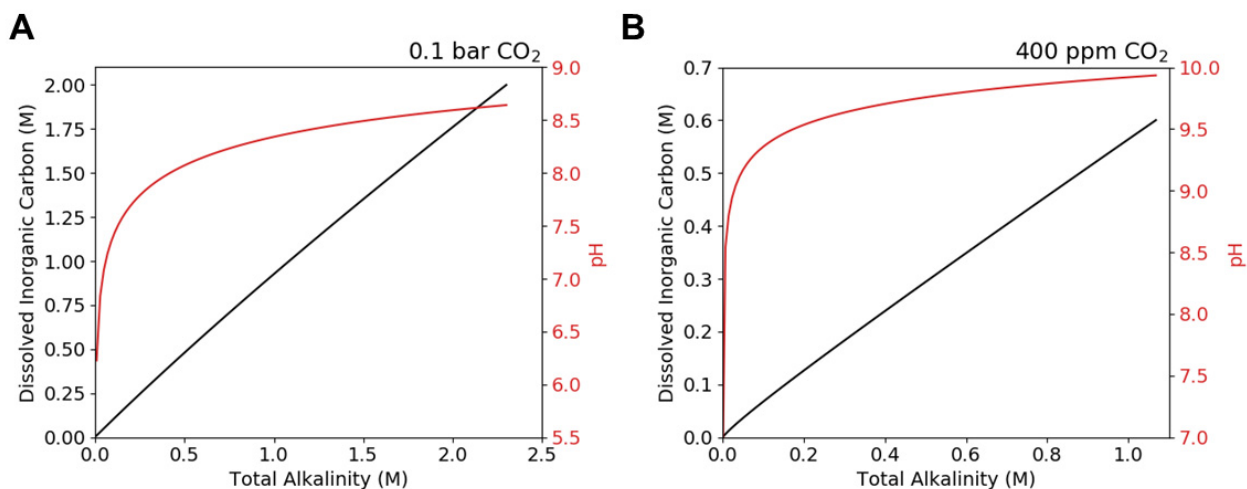 A
0.1 bar CO₂
Dissolved Inorganic Carbon (M)
2.00
1.75
1.50
1.25
1.00
0.75
0.50
0.25
0.00
9.0
8.5
8.0
7.5
7.0
6.5
6.0
5.5
pH
0.0 0.5 1.0 1.5 2.0 2.5
Total Alkalinity (M)
B
400 ppm CO₂
Dissolved Inorganic Carbon (M)
0.7
0.6
0.5
0.4
0.3
0.2
0.1
0.0
10.0
9.5
9.0
8.5
8.0
7.5
7.0
pH
0.0 0.2 0.4 0.6 0.8 1.0
Total Alkalinity (M)